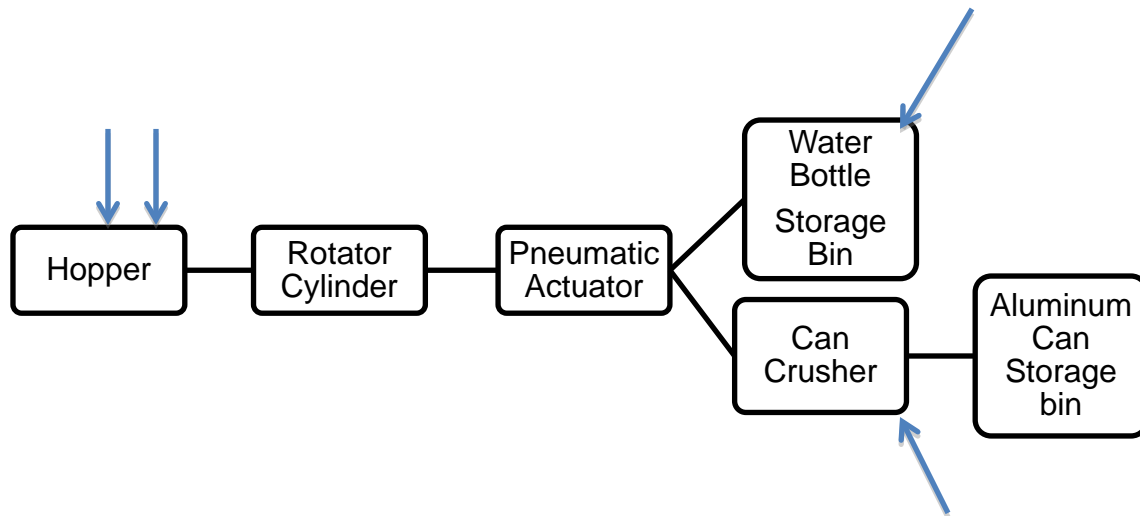 Hopper
Rotator
Cylinder
Pneumatic
Actuator
Water
Bottle
Storage
Bin
Can
Crusher
Aluminum
Can
Storage
bin